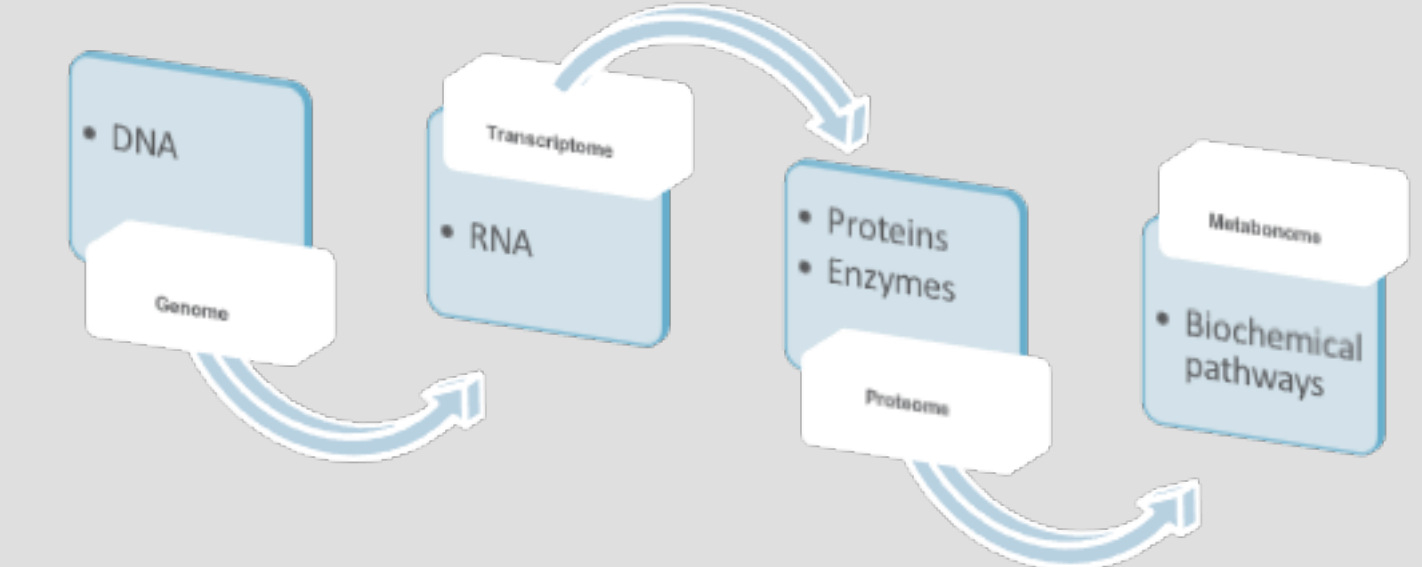 • DNA
Genome
Transcriptome
• RNA
• Proteins
• Enzymes
Proteome
Metabonome
• Biochemical
pathways